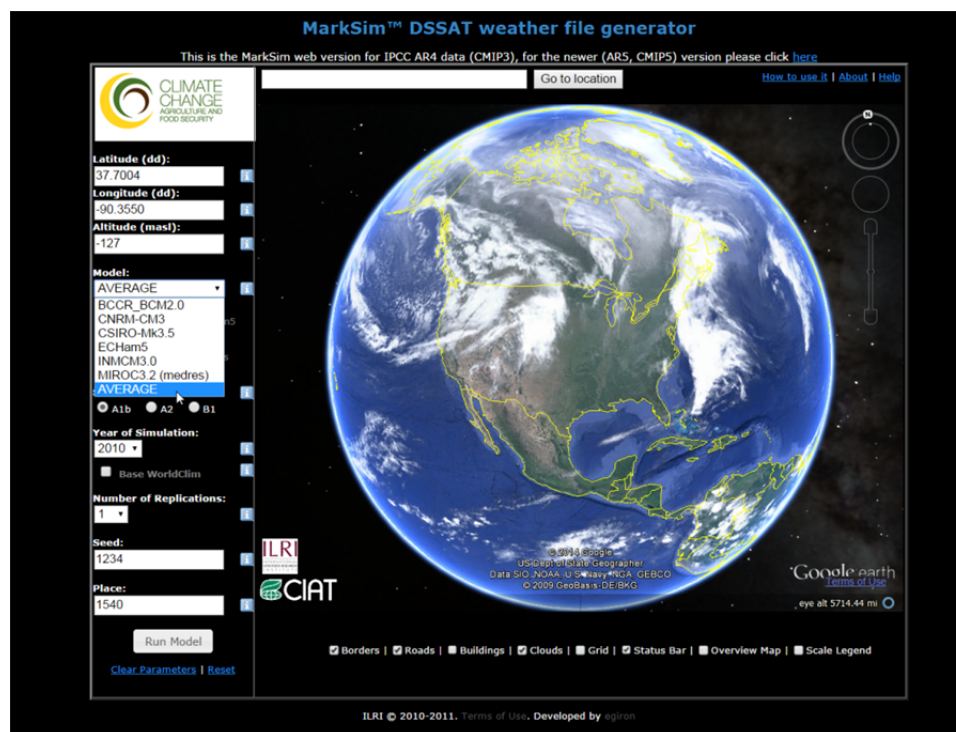 MarkSim™ DSSAT weather file generator
This is the MarkSim web version for IPCC AR4 data (CMIP3), for the newer (AR5, CMIP5) version please click here
CLIMATE
CHANGE
AGRICULTURE AND
FOOD SECURITY
Go to location
How to use it | About | Help
Latitude (dd):
37.7004
Longitude (dd):
-90.3550
Altitude (masl):
-127
Model:
AVERAGE
BCCR_BCM2.0
CNRM-CM3
CSIRO-Mk3.5
ECHam5
INMCM3.0
MIROC3.2 (medres)
AVERAGE
A1b A2 B1
Year of Simulation:
2010
Base WorldClim
Number of Replications:
1
Seed:
1234
Place:
1540
Run Model
Clear Parameters | Reset
N
ILRI
CIAT
© 2014 Google
US Dept of State Geographer
Data SIO, NOAA, U.S. Navy, NGA, GEBCO
© 2009 GeoBasis-DE/BKG
Google earth
Terms of Use
eye alt 5714.44 mi
Borders | Roads | Buildings | Clouds | Grid | Status Bar | Overview Map | Scale Legend
ILRI © 2010-2011. Terms of Use. Developed by egiron